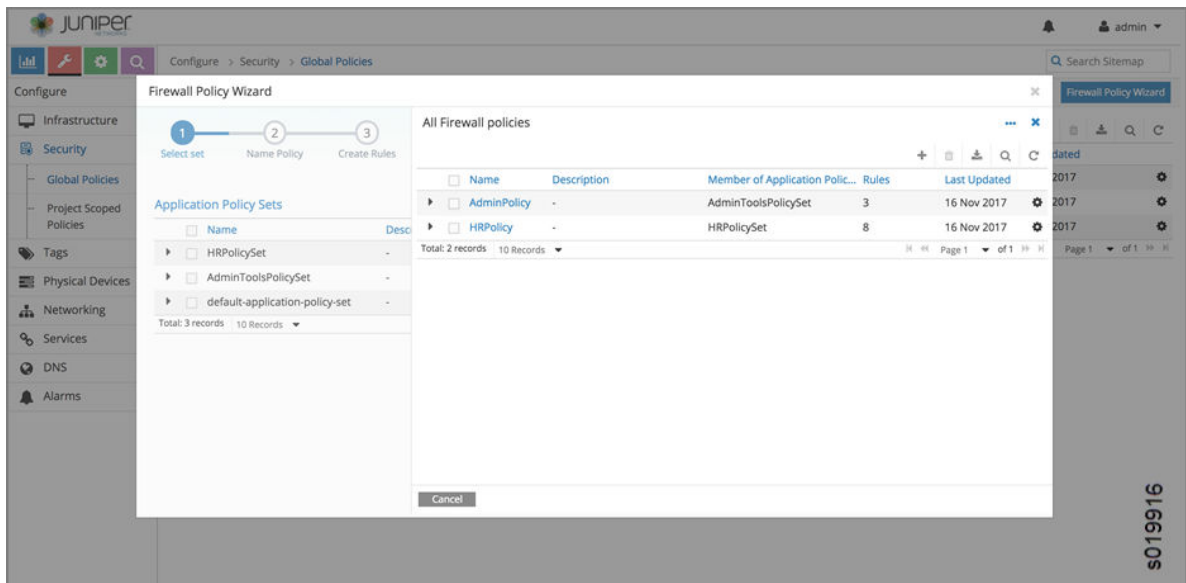 JUNIPER
NETWORKS
admin
Configure > Security > Global Policies
Search Sitemap
Configure
Infrastructure
Security
Global Policies
Project Scoped
Policies
Tags
Physical Devices
Networking
Services
DNS
Alarms
Firewall Policy Wizard
Firewall Policy Wizard
1
2
3
Select set
Name Policy
Create Rules
Application Policy Sets
Name
Desc
HRPolicySet -
AdminToolsPolicySet -
default-application-policy-set -
Total: 3 records 10 Records
All Firewall policies
Name Description Member of Application Polic... Rules Last Updated
AdminPolicy - AdminToolsPolicySet 3 16 Nov 2017
HRPolicy - HRPolicySet 8 16 Nov 2017
Total: 2 records 10 Records Page 1 of 1
Cancel
dated
2017
2017
2017
Page 1 of 1
s019916